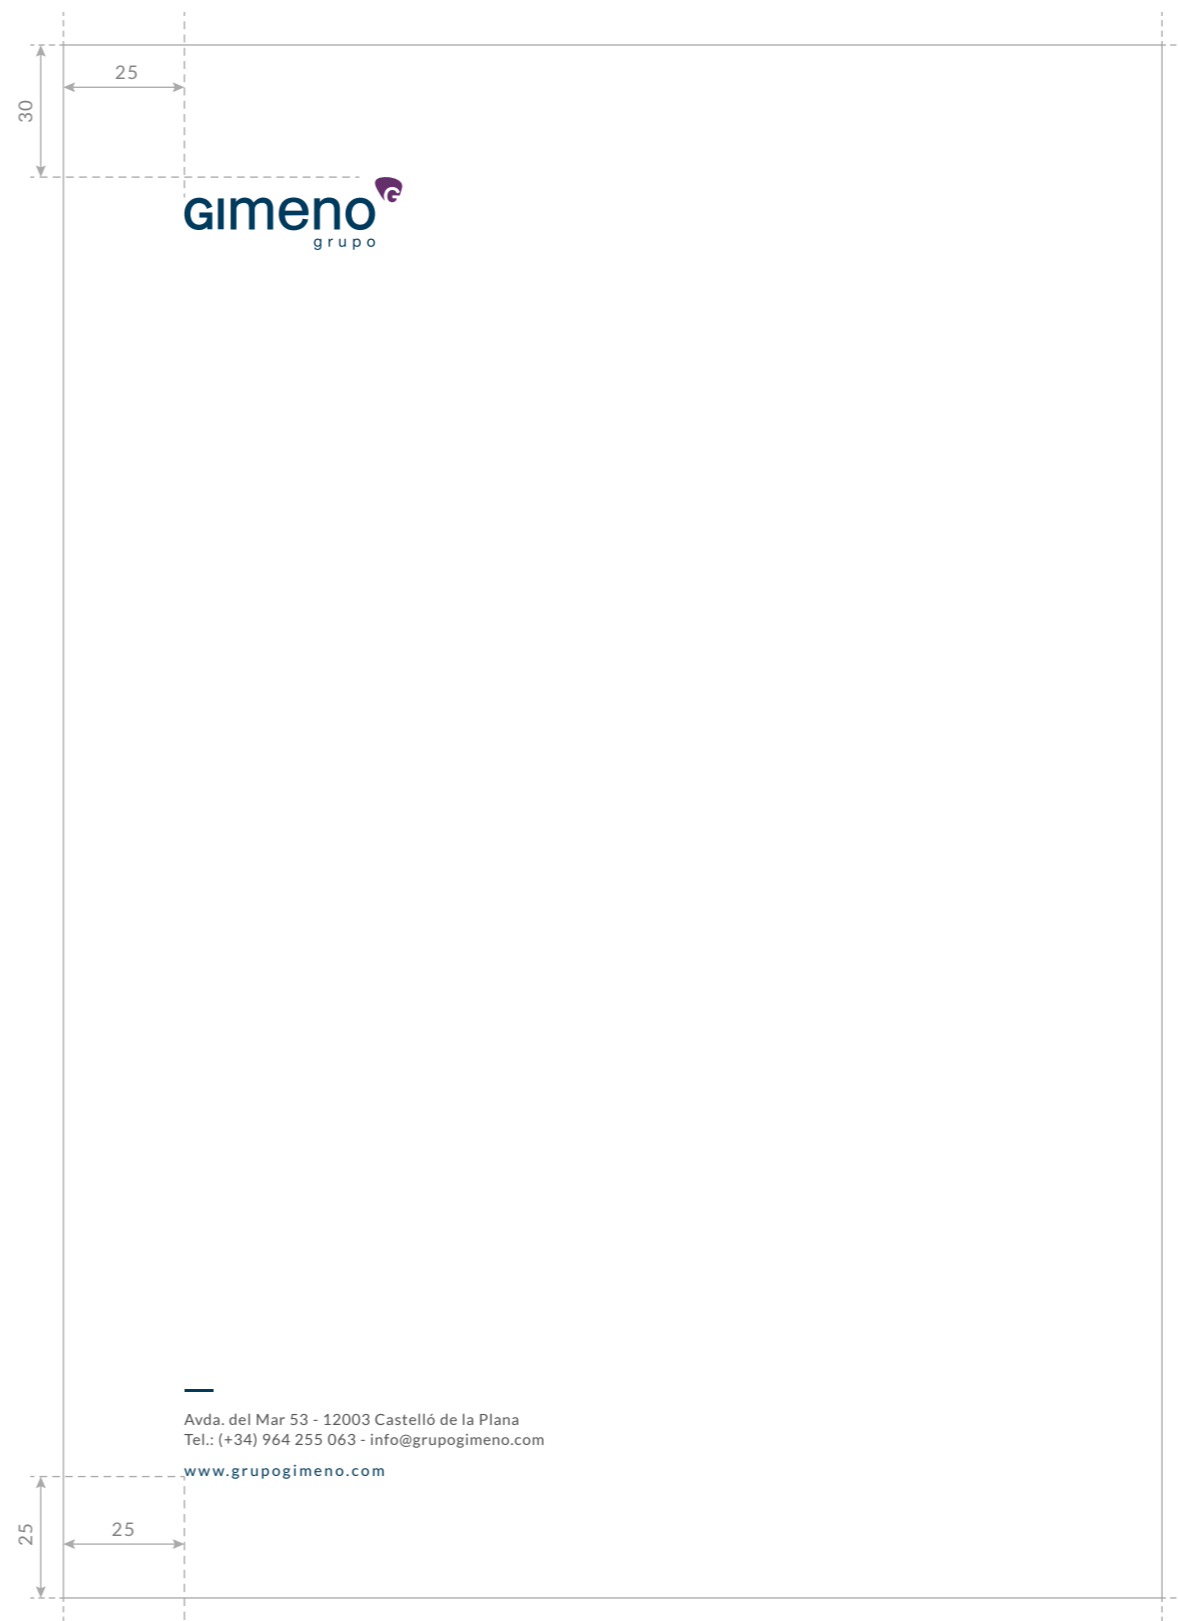 25
30
GIMENO
G
grupo
Avda. del Mar 53 - 12003 Castelló de la Plana
Tel.: (+34) 964 255 063 - info@grupogimeno.com
www.grupogimeno.com
25
25